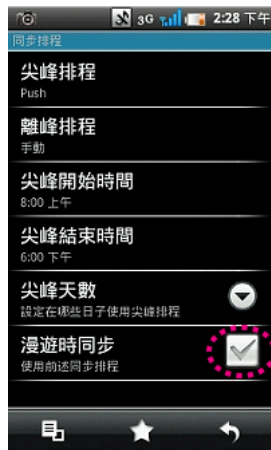 3G 2:28 下午
同步排程
尖峰排程
Push
離峰排程
手動
尖峰開始時間
8:00 上午
尖峰結束時間
6:00 下午
尖峰天數
設定在哪些日子使用尖峰排程
漫遊時同步
使用前述同步排程